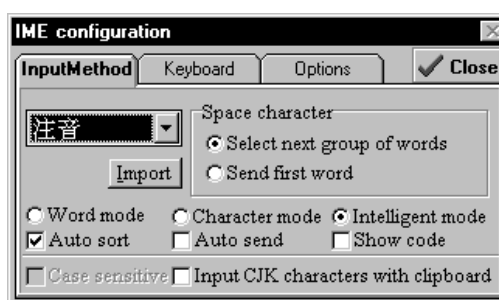 IME configuration
InputMethod Keyboard Options Close
注音
Space character
Select next group of words
Import
Send first word
Word mode Character mode Intelligent mode
Auto sort Auto send Show code
Case sensitive Input CJK characters with clipboard